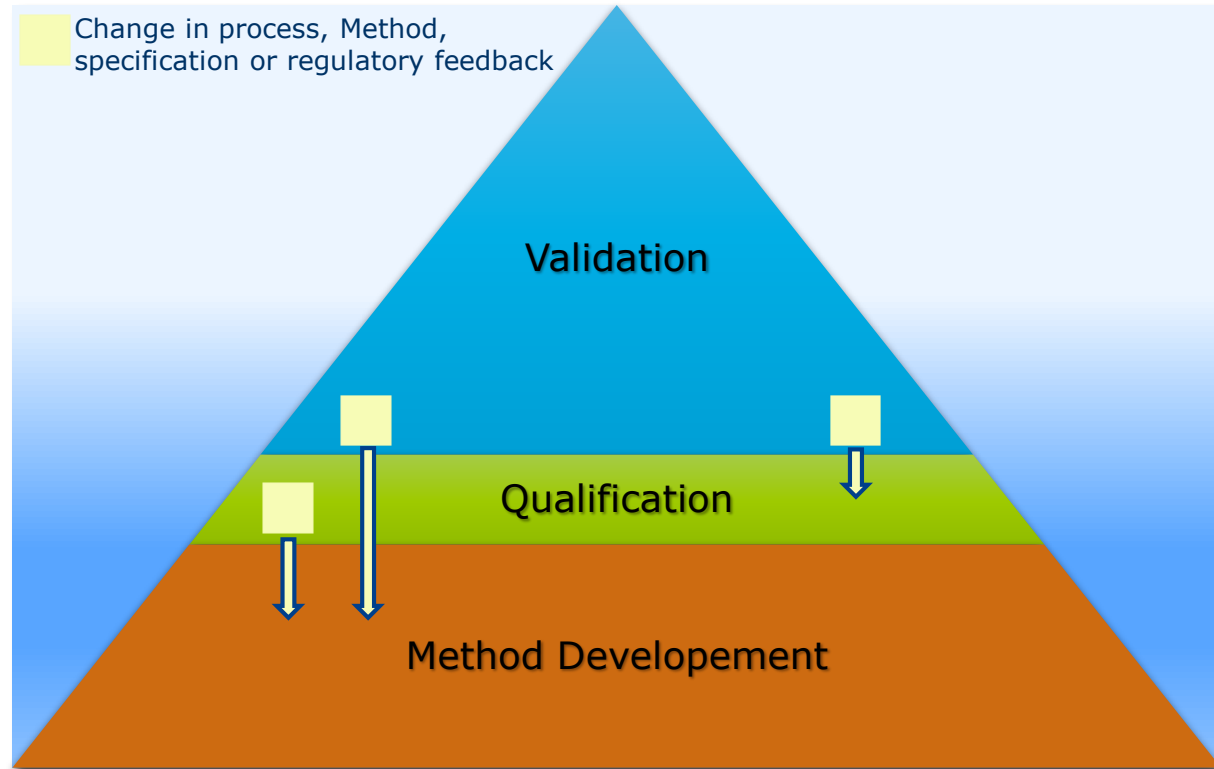 Change in process, Method,
specification or regulatory feedback
Validation
Qualification
Method Developement